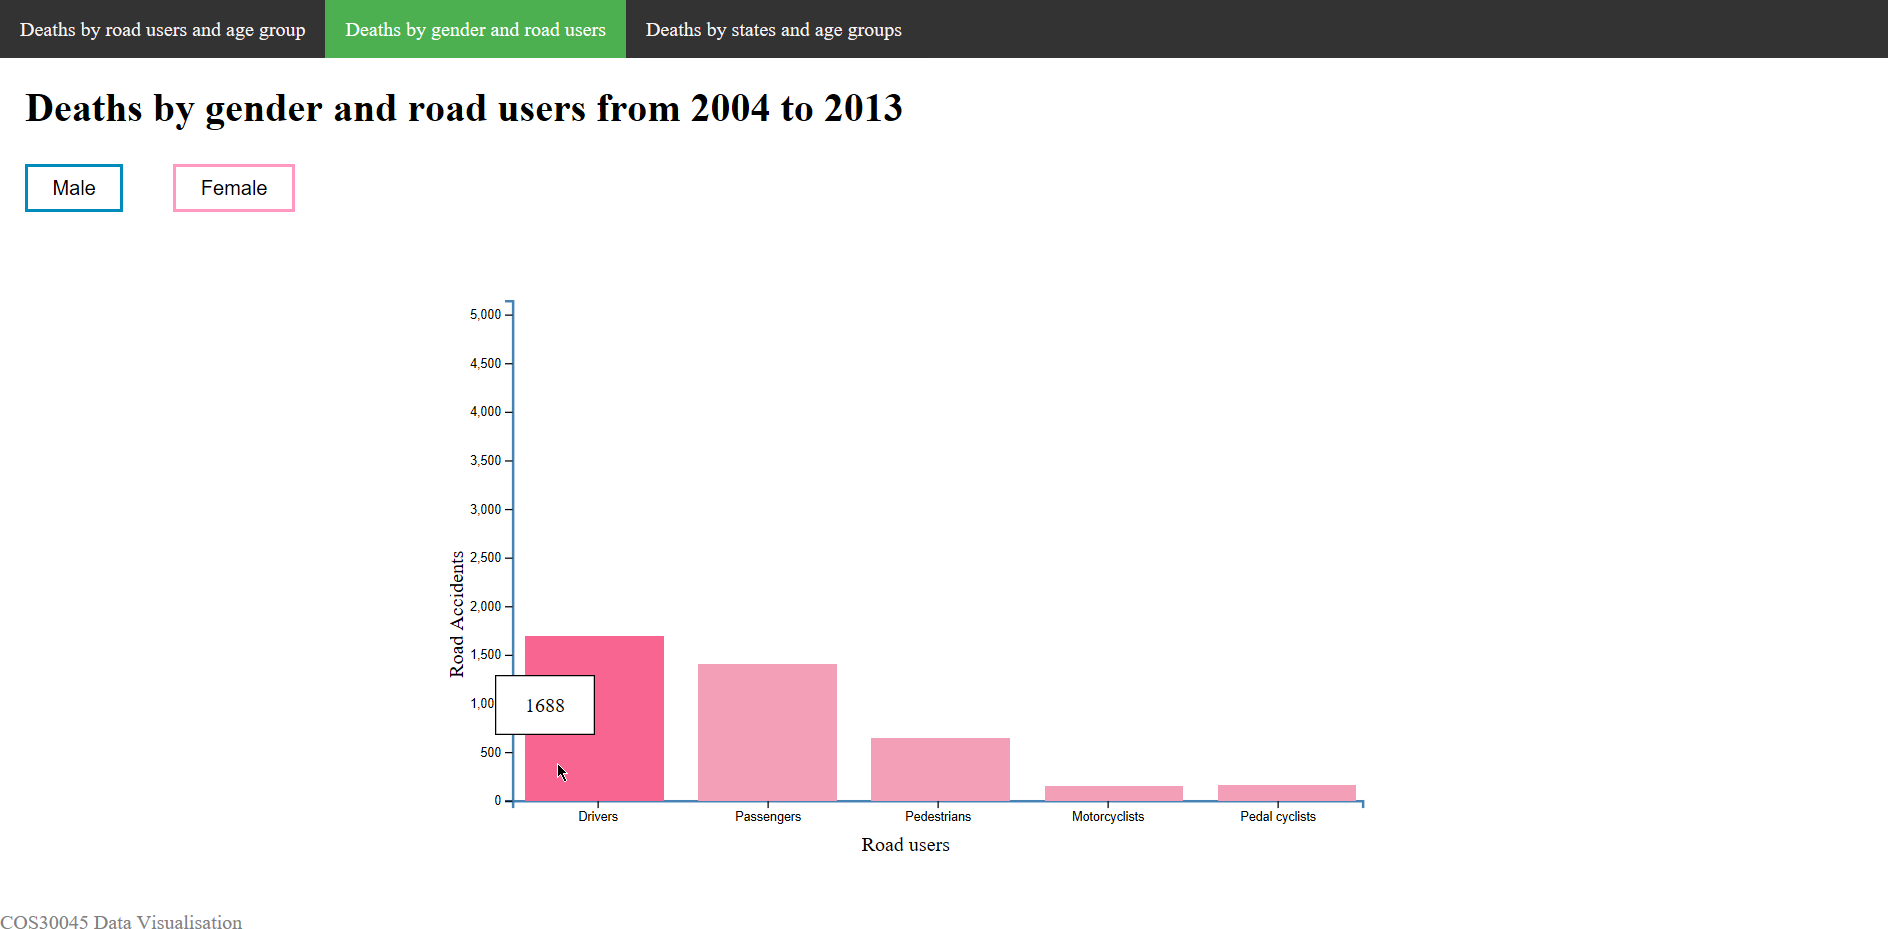 Deaths by road users and age group
Deaths by gender and road users
Deaths by states and age groups
Deaths by gender and road users from 2004 to 2013
Male
Female
5,000
4,500
4,000
3,500
3,000
2,500
2,000
1,500
1,00
500
0
Road Accidents
1688
Drivers
Passengers
Pedestrians
Motorcyclists
Pedal cyclists
Road users
COS30045 Data Visualisation